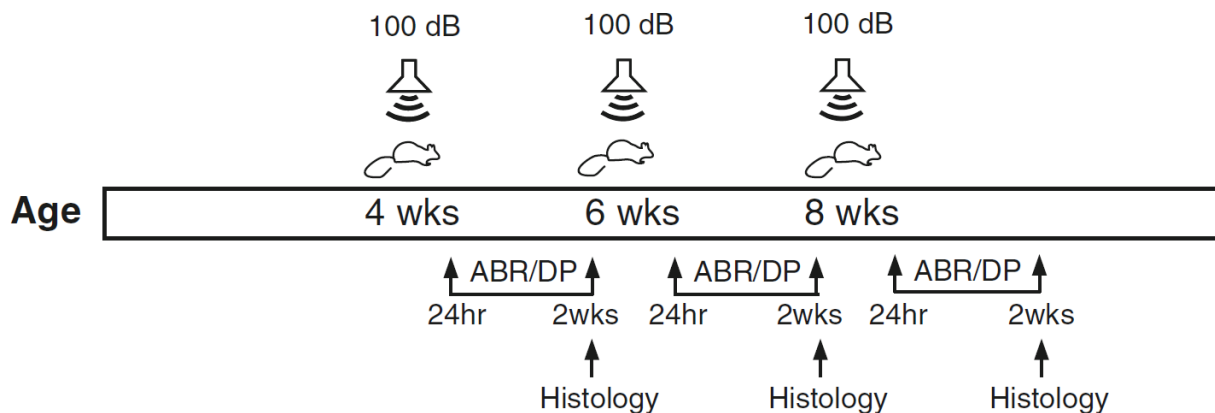 100 dB 100 dB 100 dB
Age 4 wks 6 wks 8 wks
ABR/DP ABR/DP ABR/DP
24hr 2wks 24hr 2wks 24hr 2wks
Histology Histology Histology